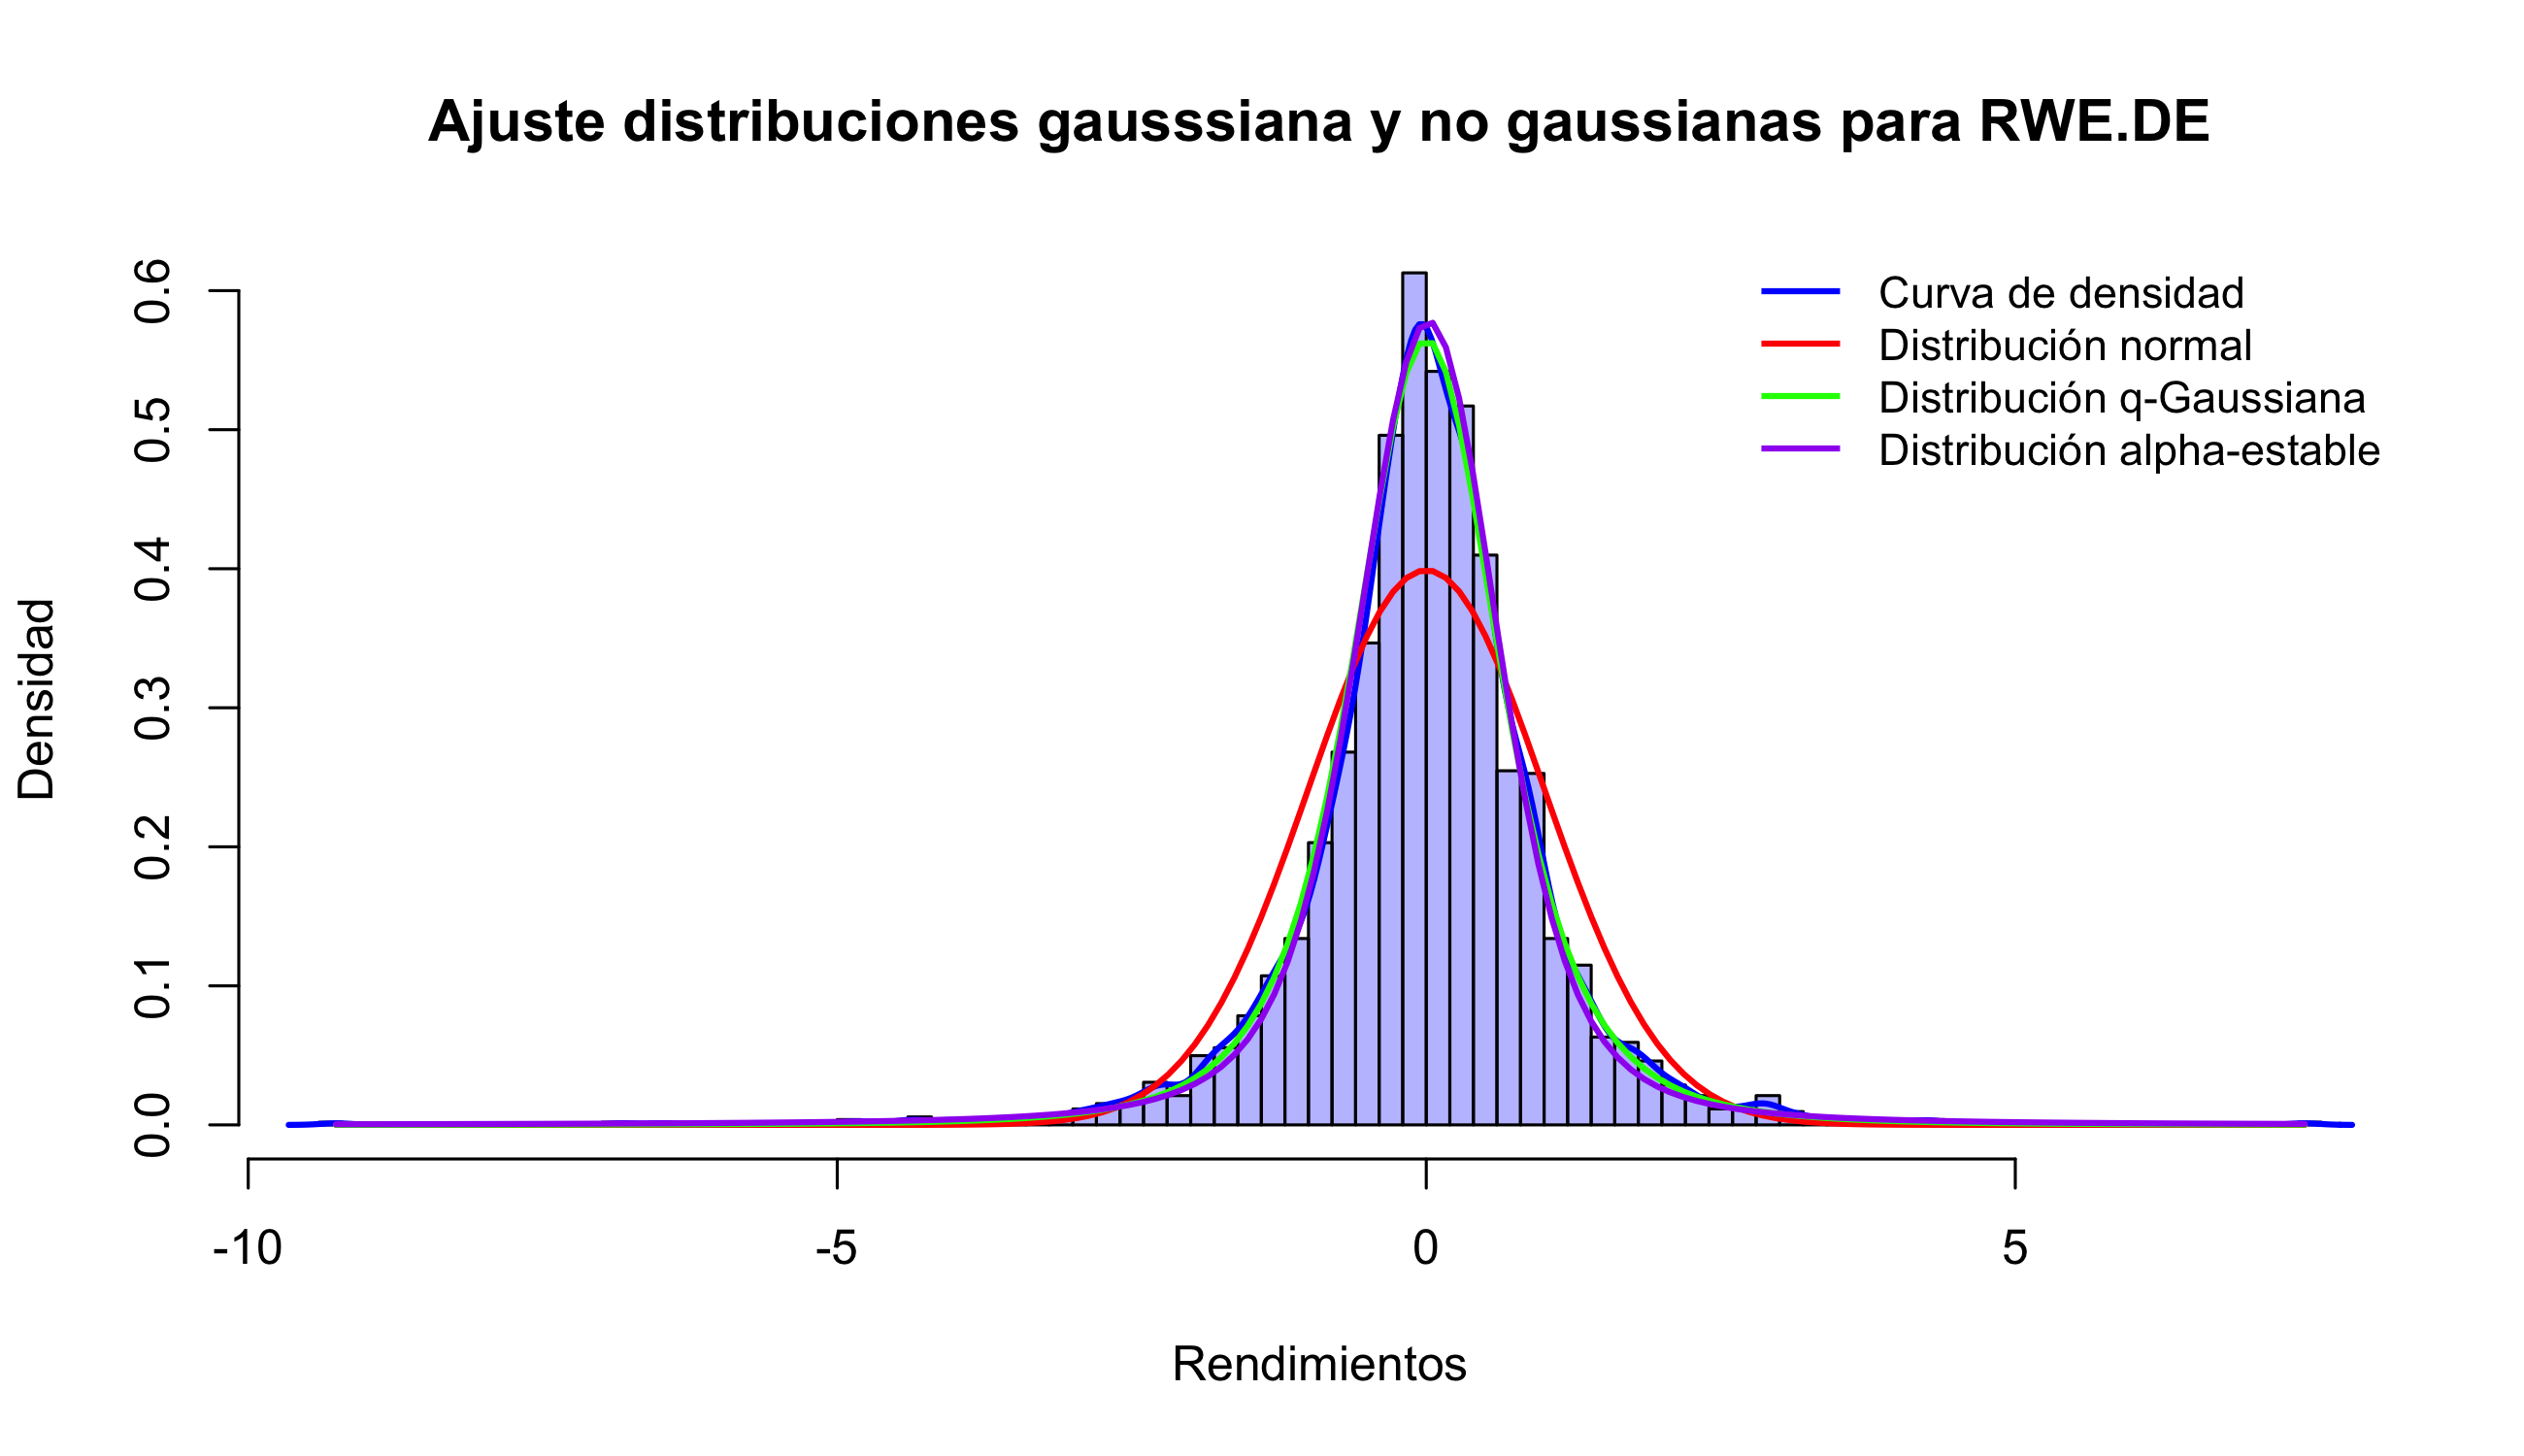 Ajuste distribuciones gausssiana y no gaussianas para RWE.DE
Curva de densidad
Distribución normal
Distribución q-Gaussiana
Distribución alpha-estable
Densidad
0.6
0.5
0.4
0.3
0.2
0.1
0.0
-10 -5 0 5
Rendimientos